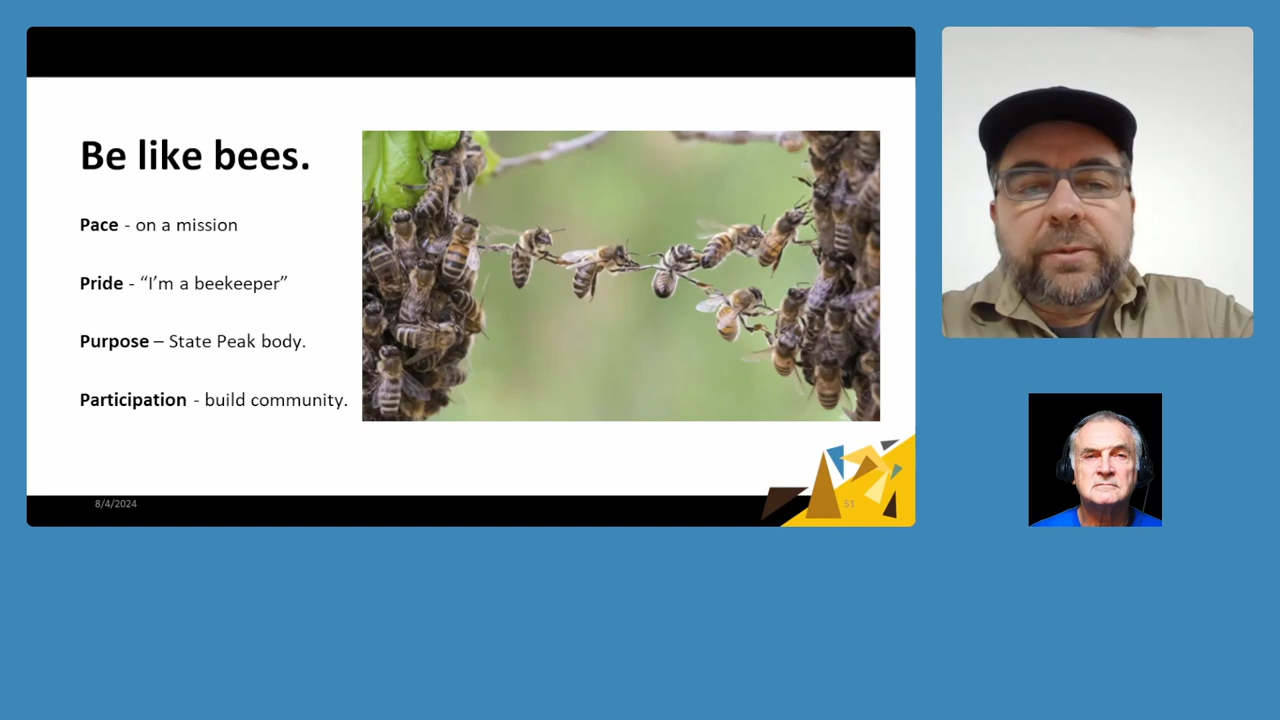 Be like bees.
Pace - on a mission
Pride - “I’m a beekeeper”
Purpose – State Peak body.
Participation - build community.
8/4/2024
51